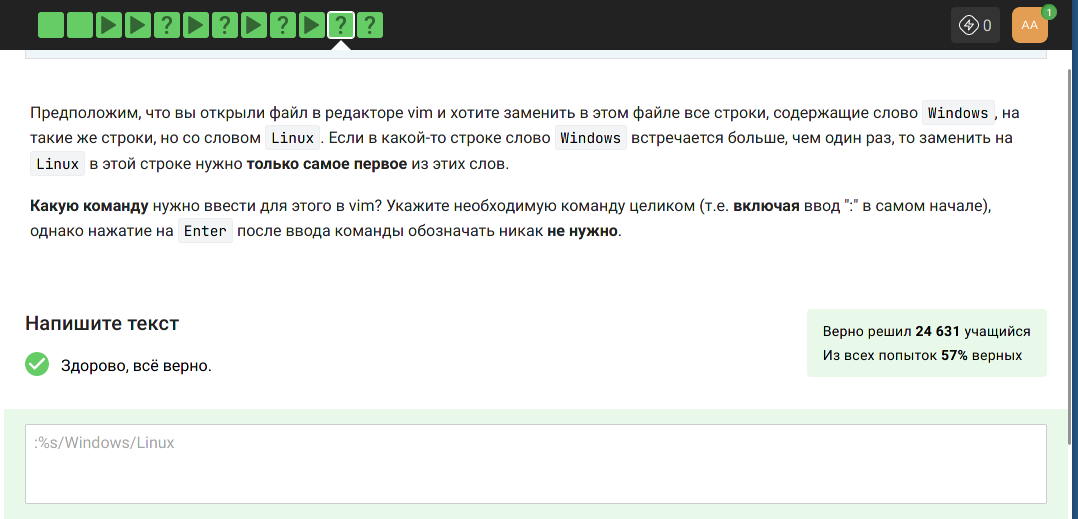 ? ? ? ? ?
0
AA
1
Предположим, что вы открыли файл в редакторе vim и хотите заменить в этом файле все строки, содержащие слово Windows, на
такие же строки, но со словом Linux. Если в какой-то строке слово Windows встречается больше, чем один раз, то заменить на
Linux в этой строке нужно только самое первое из этих слов.
Какую команду нужно ввести для этого в vim? Укажите необходимую команду целиком (т.е. включая ввод ":" в самом начале),
однако нажатие на Enter после ввода команды обозначать никак не нужно.
Напишите текст
Здорово, всё верно.
Верно решил 24 631 учащийся
Из всех попыток 57% верных
:%s/Windows/Linux